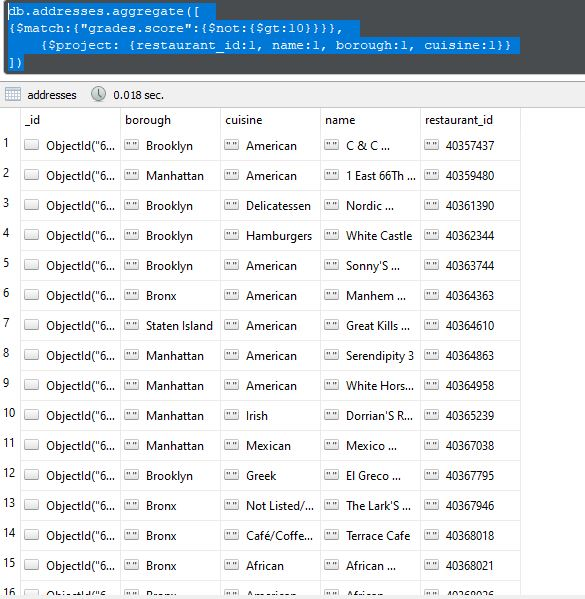 db.addresses.aggregate([
{$match:{"grades.score":{$not:{$gt:10}}}},
{$project: {restaurant_id:1, name:1, borough:1, cuisine:1}}
])
addresses 0.018 sec.
_id borough cuisine name restaurant_id
1 ObjectId("6... "" Brooklyn "" American "" C & C ... "" 40357437
2 ObjectId("6... "" Manhattan "" American "" 1 East 66Th ... "" 40359480
3 ObjectId("6... "" Brooklyn "" Delicatessen "" Nordic ... "" 40361390
4 ObjectId("6... "" Brooklyn "" Hamburgers "" White Castle "" 40362344
5 ObjectId("6... "" Brooklyn "" American "" Sonny'S ... "" 40363744
6 ObjectId("6... "" Bronx "" American "" Manhem ... "" 40364363
7 ObjectId("6... "" Staten Island "" American "" Great Kills ... "" 40364610
8 ObjectId("6... "" Manhattan "" American "" Serendipity 3 "" 40364863
9 ObjectId("6... "" Manhattan "" American "" White Hors... "" 40364958
10 ObjectId("6... "" Manhattan "" Irish "" Dorrian'S R... "" 40365239
11 ObjectId("6... "" Manhattan "" Mexican "" Mexico ... "" 40367038
12 ObjectId("6... "" Brooklyn "" Greek "" El Greco ... "" 40367795
13 ObjectId("6... "" Bronx "" Not Listed/... "" The Lark'S ... "" 40367946
14 ObjectId("6... "" Bronx "" Café/Coffe... "" Terrace Cafe "" 40368018
15 ObjectId("6... "" Bronx "" African "" African ... "" 40368021
16 ObjectId("6... "" Bronx "" American "" African ... ""